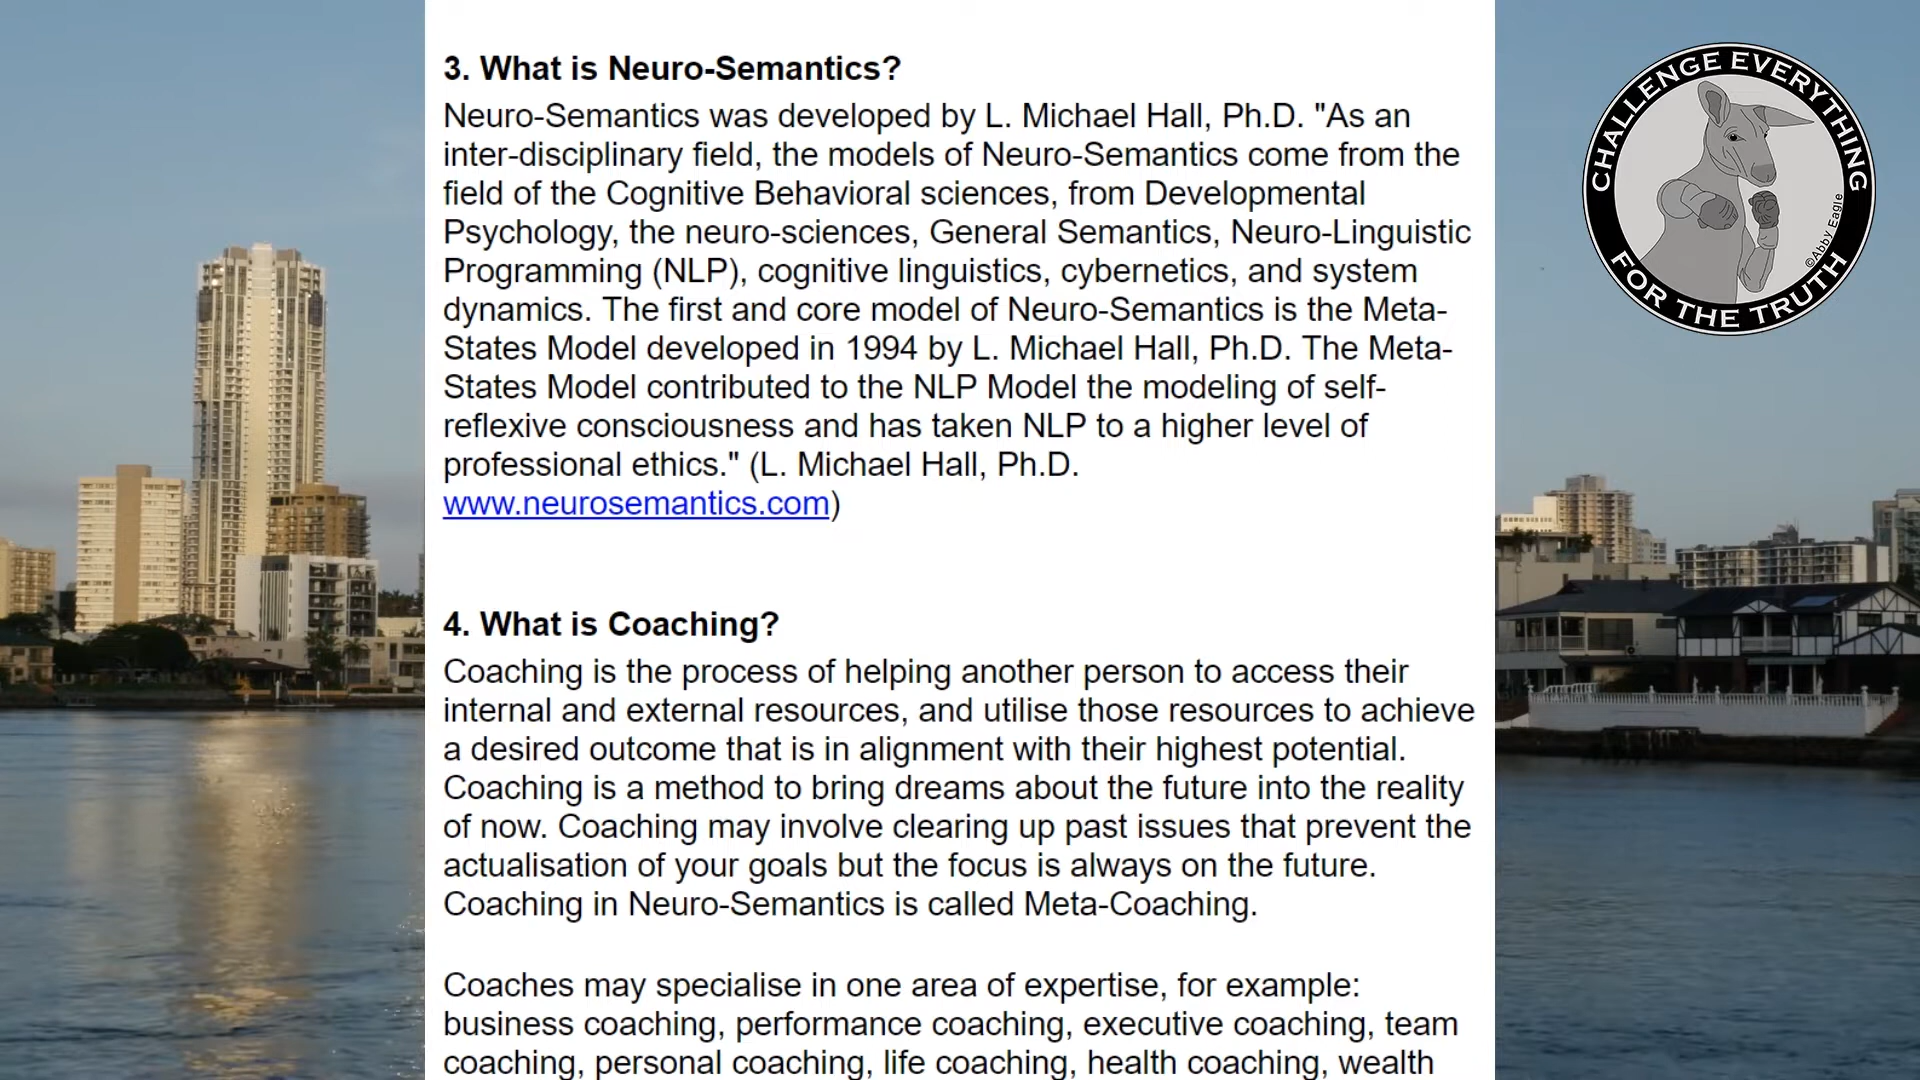 3. What is Neuro-Semantics?
Neuro-Semantics was developed by L. Michael Hall, Ph.D. "As an
inter-disciplinary field, the models of Neuro-Semantics come from the
field of the Cognitive Behavioral sciences, from Developmental
Psychology, the neuro-sciences, General Semantics, Neuro-Linguistic
Programming (NLP), cognitive linguistics, cybernetics, and system
dynamics. The first and core model of Neuro-Semantics is the Meta-
States Model developed in 1994 by L. Michael Hall, Ph.D. The Meta-
States Model contributed to the NLP Model the modeling of self-
reflexive consciousness and has taken NLP to a higher level of
professional ethics." (L. Michael Hall, Ph.D.
www.neurosemantics.com)
4. What is Coaching?
Coaching is the process of helping another person to access their
internal and external resources, and utilise those resources to achieve
a desired outcome that is in alignment with their highest potential.
Coaching is a method to bring dreams about the future into the reality
of now. Coaching may involve clearing up past issues that prevent the
actualisation of your goals but the focus is always on the future.
Coaching in Neuro-Semantics is called Meta-Coaching.
Coaches may specialise in one area of expertise, for example:
business coaching, performance coaching, executive coaching, team
coaching, personal coaching, life coaching, health coaching, wealth
CHALLENGE EVERYTHING
FOR THE TRUTH
©Abby Eagle